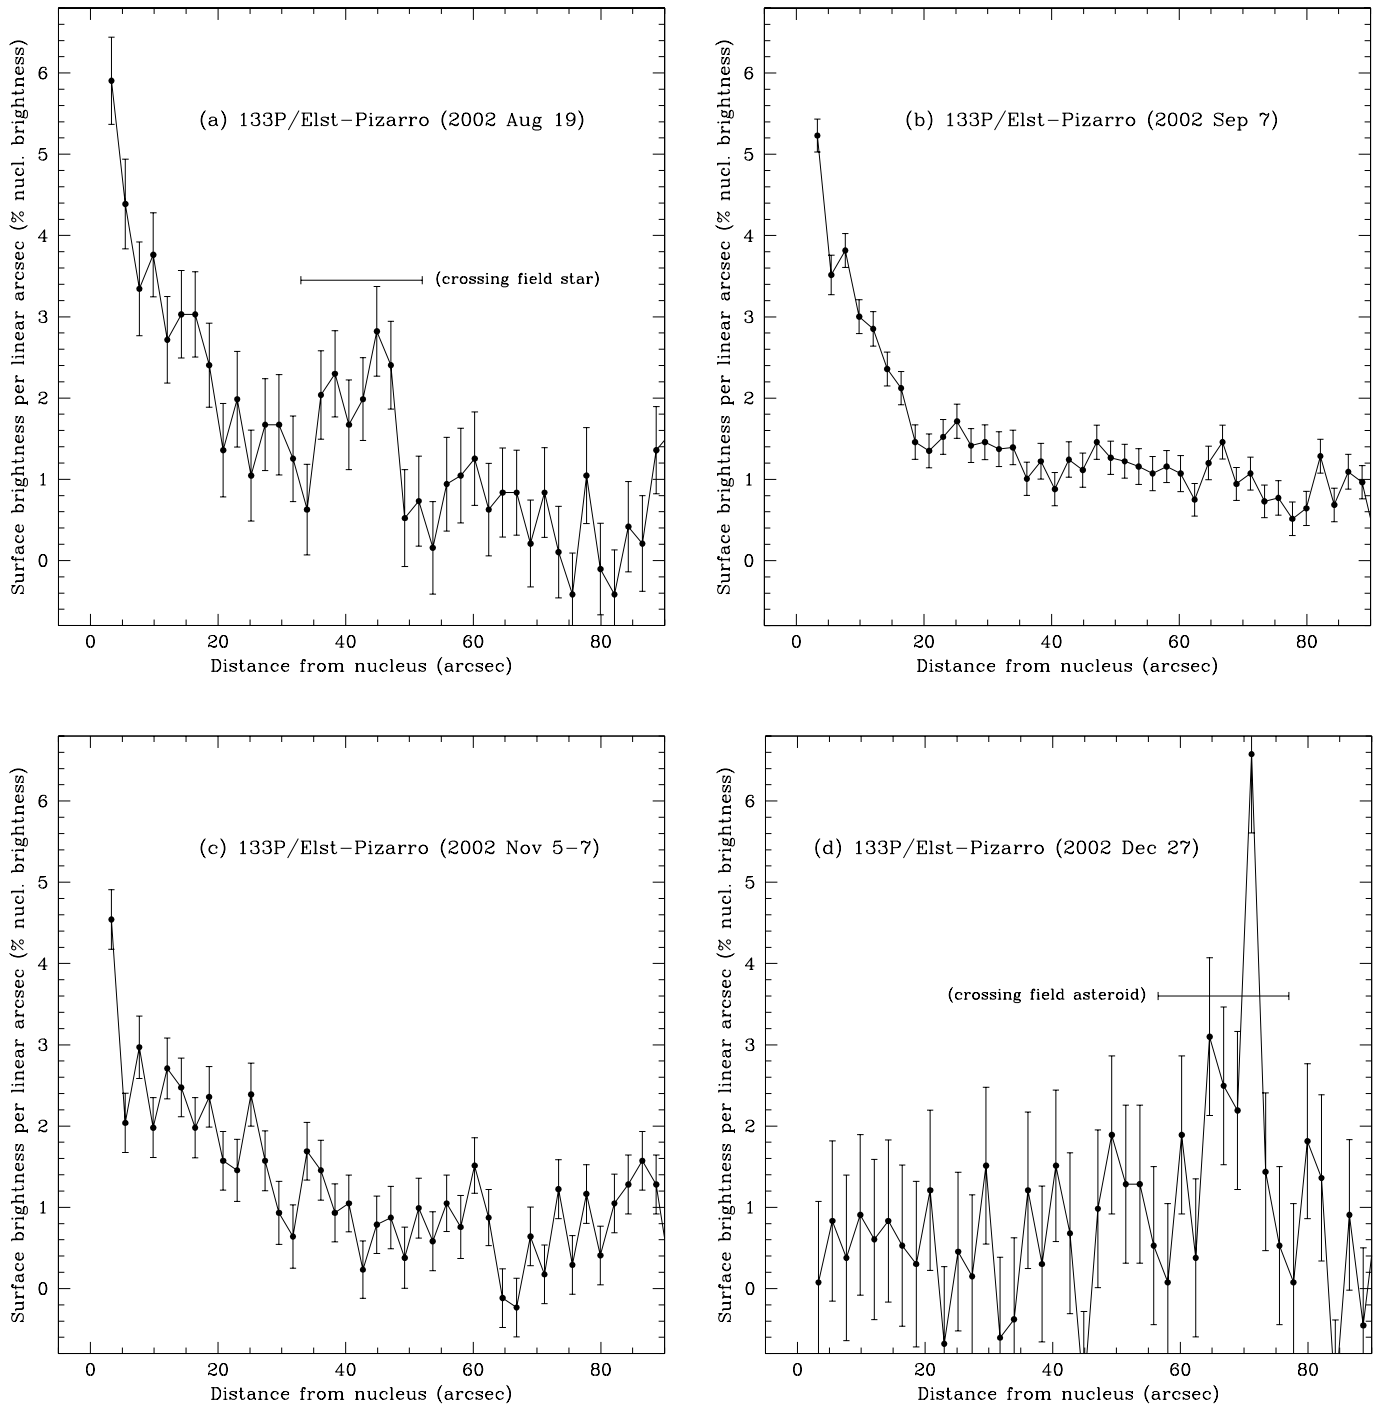 (a) 133P/Elst-Pizarro (2002 Aug 19)
(crossing field star)
Surface brightness per linear arcsec (% nucl. brightness)
6
5
4
3
2
1
0
0 20 40 60 80
Distance from nucleus (arcsec)
(b) 133P/Elst-Pizarro (2002 Sep 7)
Surface brightness per linear arcsec (% nucl. brightness)
6
5
4
3
2
1
0
0 20 40 60 80
Distance from nucleus (arcsec)
(c) 133P/Elst-Pizarro (2002 Nov 5-7)
Surface brightness per linear arcsec (% nucl. brightness)
6
5
4
3
2
1
0
0 20 40 60 80
Distance from nucleus (arcsec)
(d) 133P/Elst-Pizarro (2002 Dec 27)
(crossing field asteroid)
Surface brightness per linear arcsec (% nucl. brightness)
6
5
4
3
2
1
0
0 20 40 60 80
Distance from nucleus (arcsec)